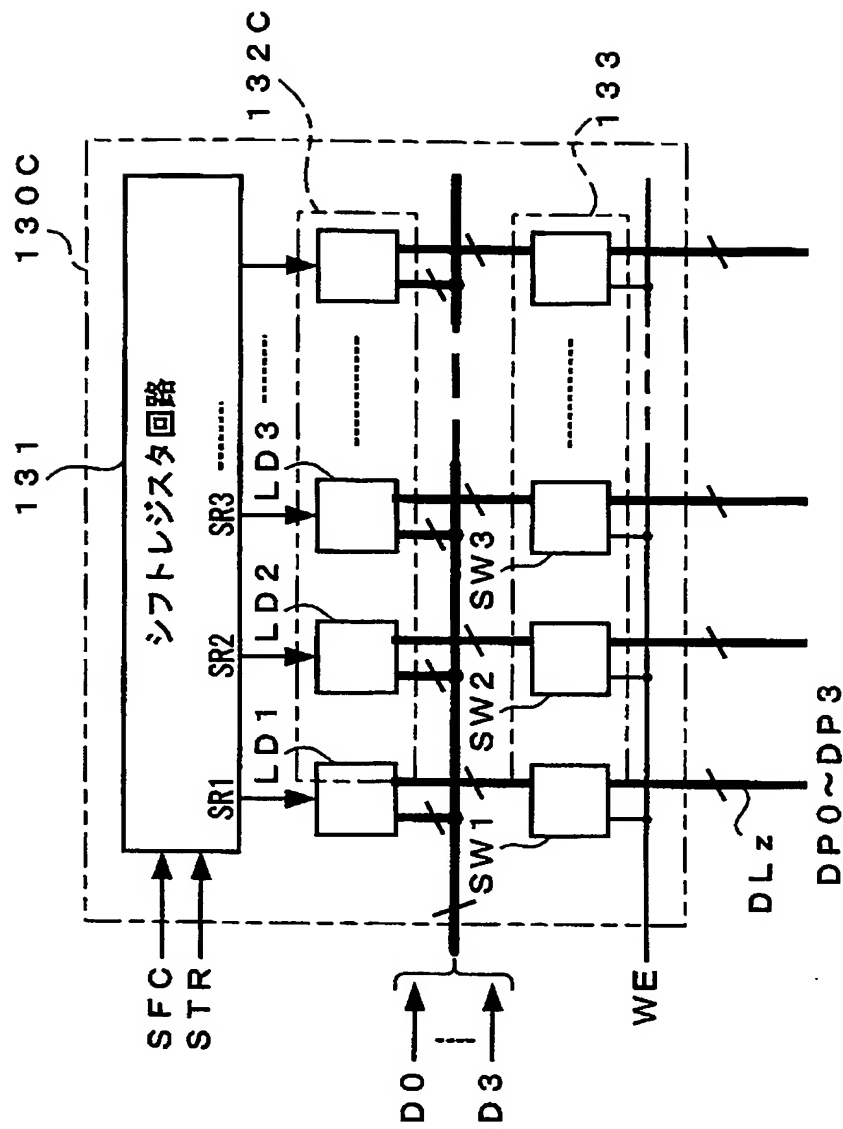 130C
131
シフトレジスタ回路
SFC
STR
SR1
SR2
SR3
........
LD1
LD2
LD3
........
132C
D0
D3
SW1
SW2
SW3
133
WE
DLz
DP0~DP3